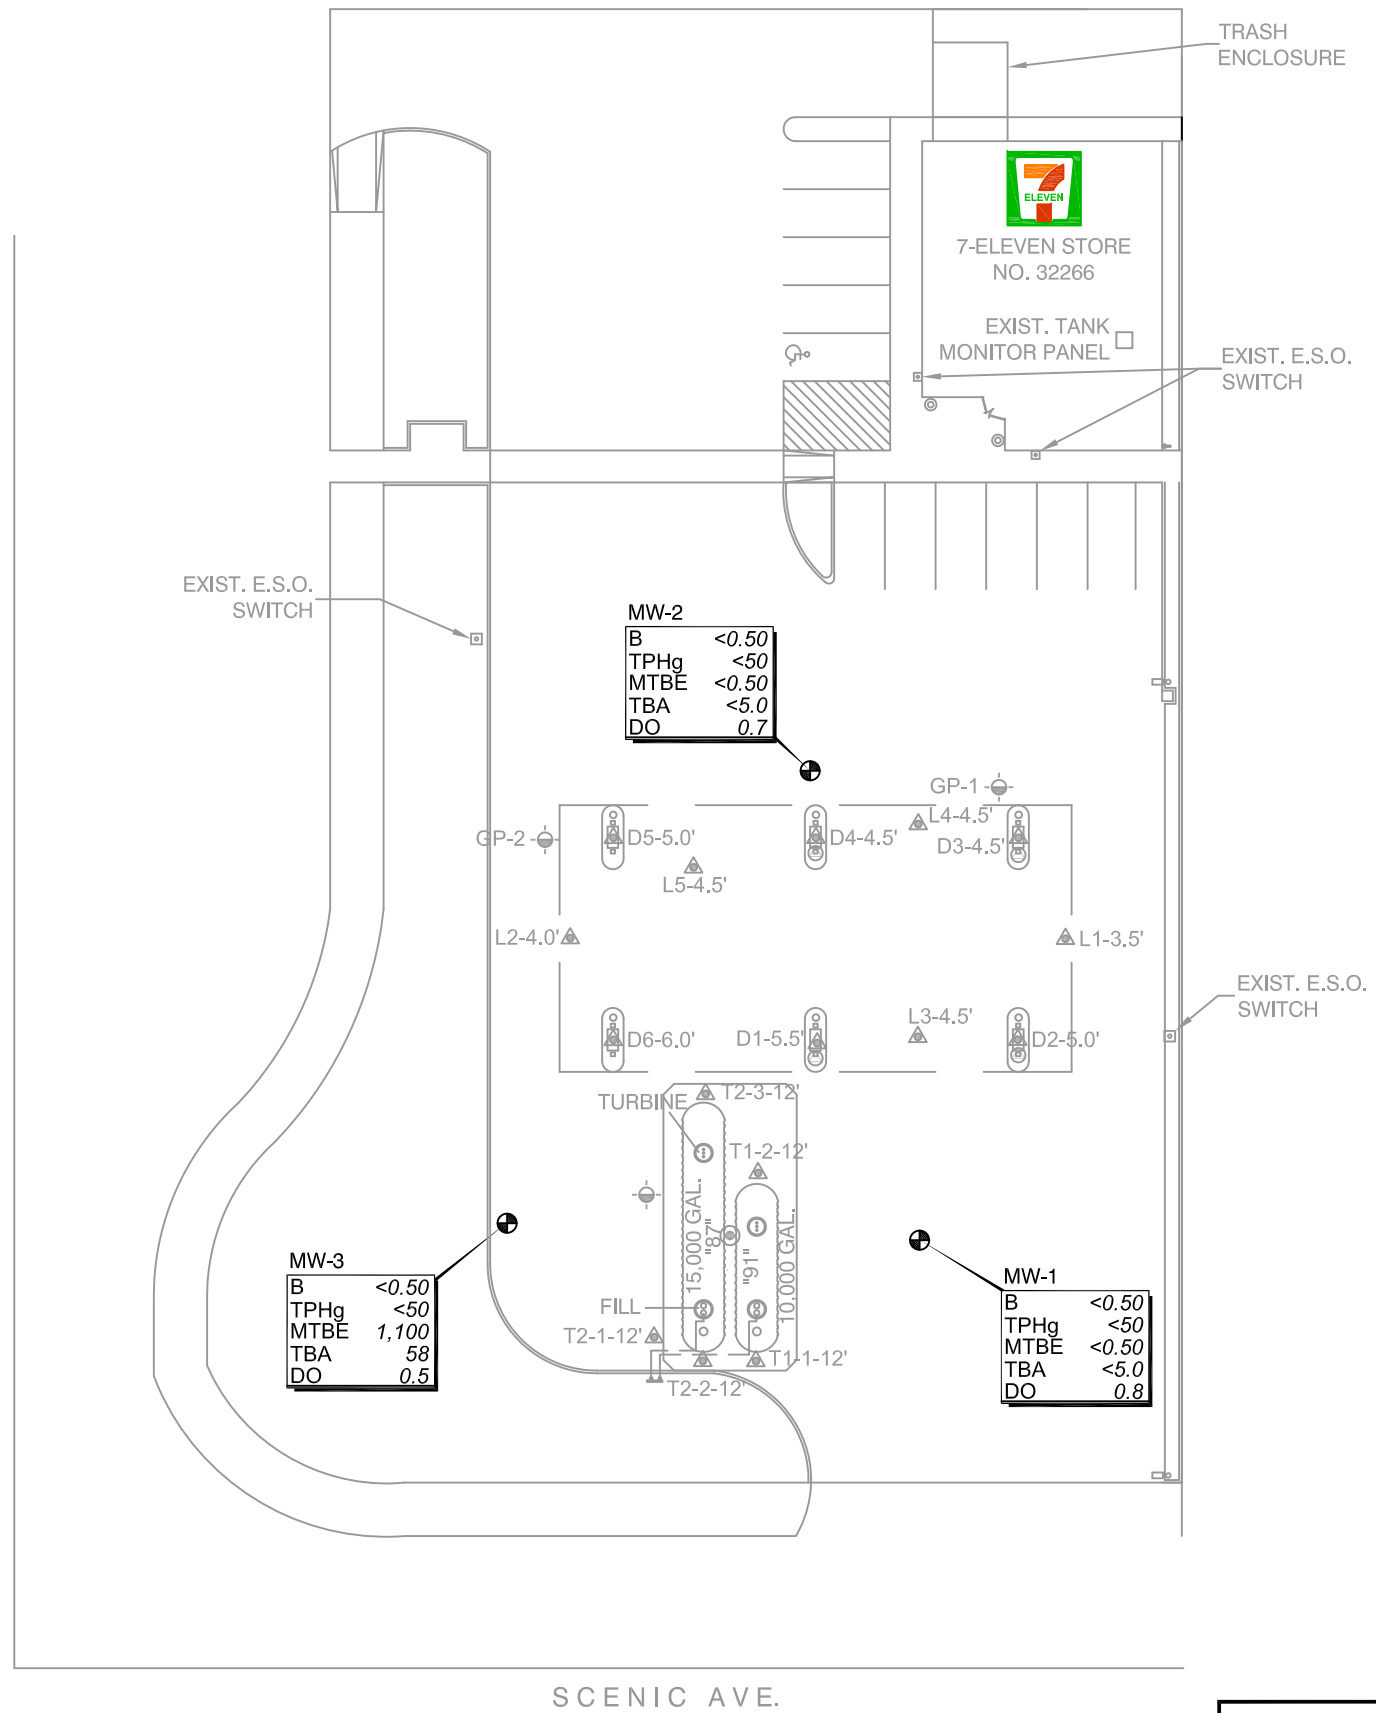 TRASH
ENCLOSURE
7
ELEVEN
7-ELEVEN STORE
NO. 32266
EXIST. TANK
MONITOR PANEL
EXIST. E.S.O.
SWITCH
EXIST. E.S.O.
SWITCH
MW-2
B <0.50
TPHg <50
MTBE <0.50
TBA <5.0
DO 0.7
GP-1
L4-4.5'
GP-2
D5-5.0'
D4-4.5'
D3-4.5'
L5-4.5'
L2-4.0'
L1-3.5'
EXIST. E.S.O.
SWITCH
L3-4.5'
D6-6.0'
D1-5.5'
D2-5.0'
T2-3-12'
TURBINE
T1-2-12'
15,000 GAL.
"87"
"91"
10,000 GAL.
MW-3
B <0.50
TPHg <50
MTBE 1,100
TBA 58
DO 0.5
MW-1
B <0.50
TPHg <50
MTBE <0.50
TBA <5.0
DO 0.8
FILL
T2-1-12'
T1-1-12'
T2-2-12'
SCENIC AVE.